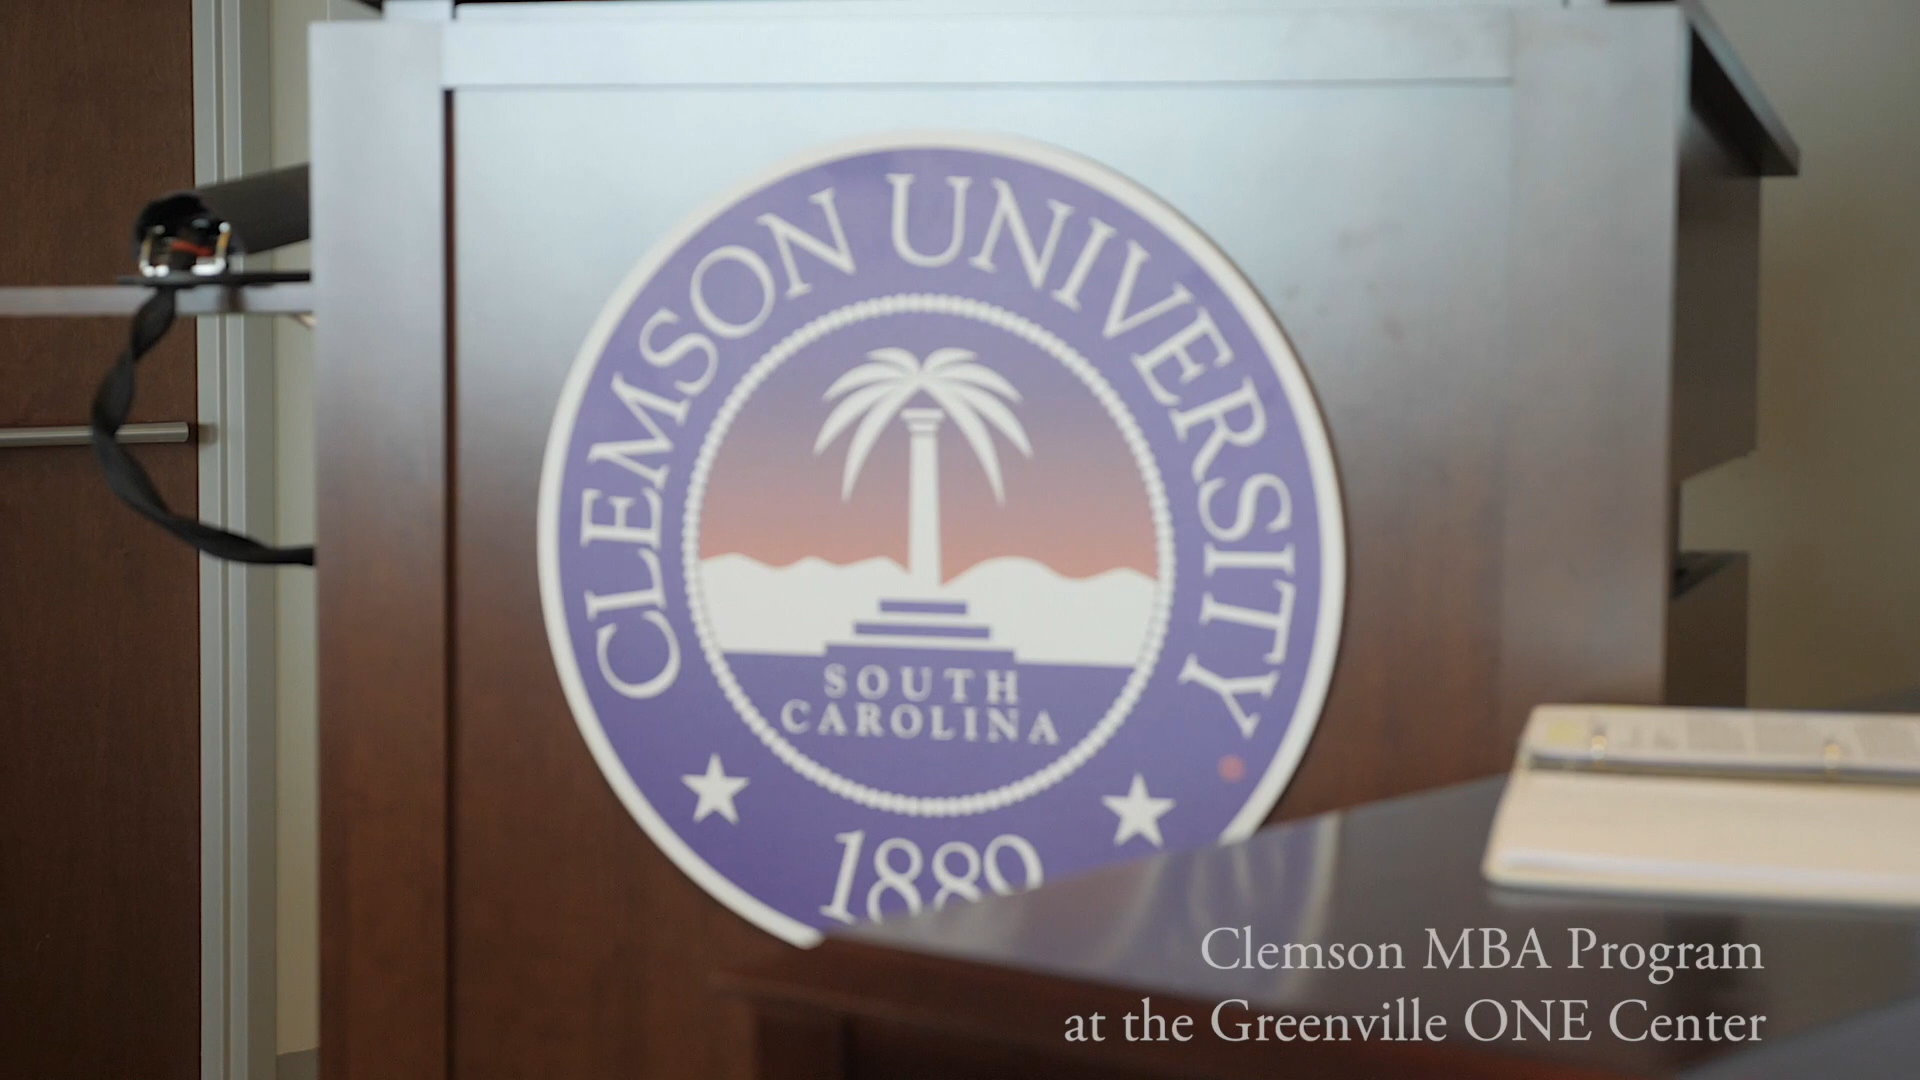 CLEMSON UNIVERSITY
SOUTH
CAROLINA
1889
Clemson MBA Program
at the Greenville ONE Center